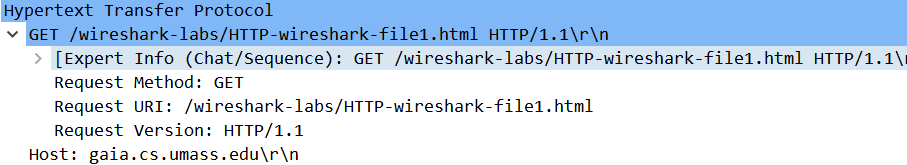 Hypertext Transfer Protocol
GET /wireshark-labs/HTTP-wireshark-file1.html HTTP/1.1\r\n
[Expert Info (Chat/Sequence): GET /wireshark-labs/HTTP-wireshark-file1.html HTTP/1.1\
Request Method: GET
Request URI: /wireshark-labs/HTTP-wireshark-file1.html
Request Version: HTTP/1.1
Host: gaia.cs.umass.edu\r\n